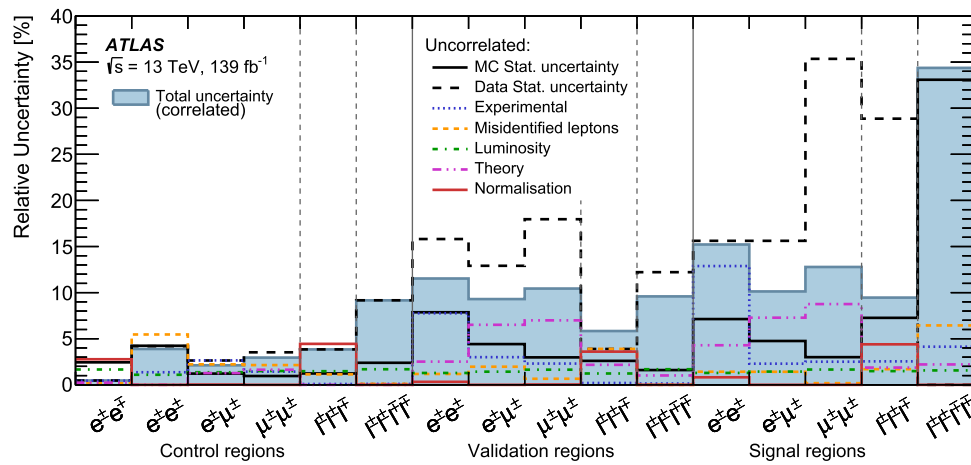 Relative Uncertainty [%]
40
35
30
25
20
15
10
5
0
ATLAS
√s = 13 TeV, 139 fb⁻¹
Total uncertainty
(correlated)
Uncorrelated:
MC Stat. uncertainty
Data Stat. uncertainty
Experimental
Misidentified leptons
Luminosity
Theory
Normalisation
e±e∓
e±e±
e±μ±
μ±μ±
l±l±l∓
l±l±l∓l∓
e±e±
e±μ±
μ±μ±
l±l±l∓
l±l±l∓l∓
e±e±
e±μ±
μ±μ±
l±l±l∓
l±l±l∓l∓
Control regions
Validation regions
Signal regions